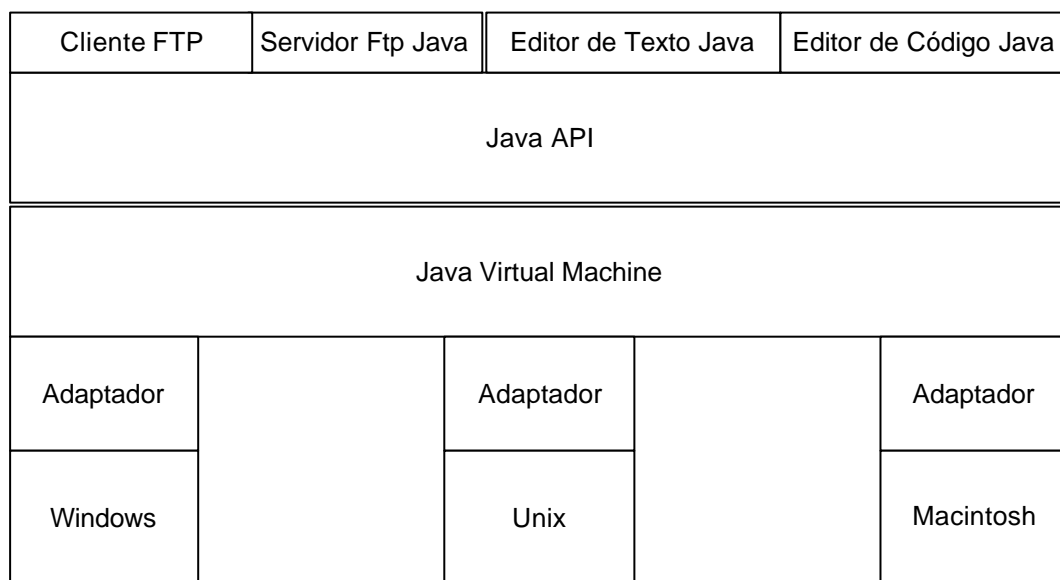 Cliente FTP
Servidor Ftp Java
Editor de Texto Java
Editor de Código Java
Java API
Java Virtual Machine
Adaptador
Adaptador
Adaptador
Windows
Unix
Macintosh